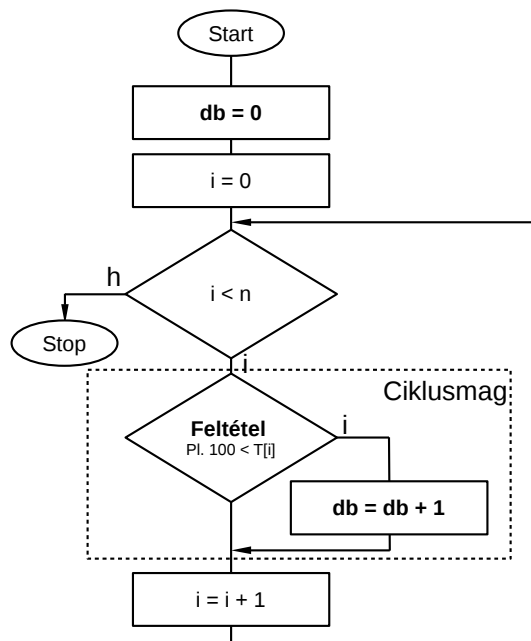 Start
db = 0
i = 0
h
i < n
Stop
i
Ciklusmag
Feltétel
Pl. 100 < T[i]
i
db = db + 1
i = i + 1